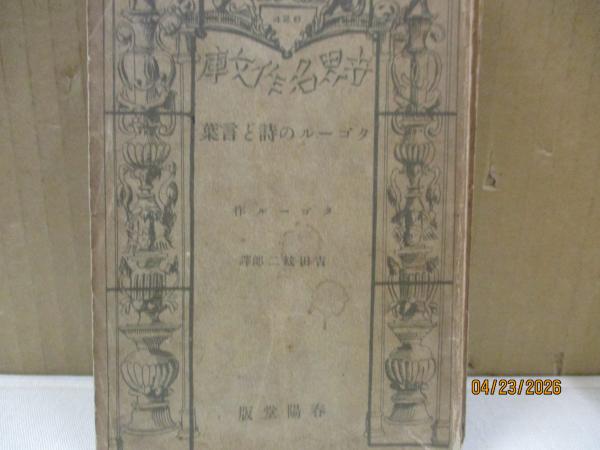 世界名作文庫
タゴールの詩と言葉
タゴール作
吉田絃二郎譯
春陽堂版
04/23/2026